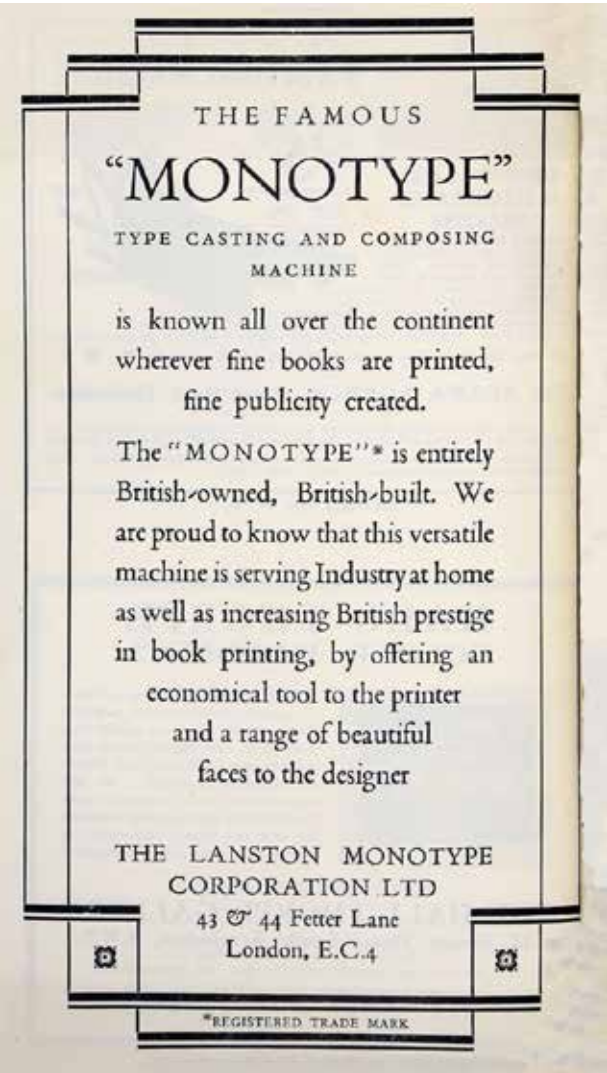 THE FAMOUS
“MONOTYPE”
TYPE CASTING AND COMPOSING
MACHINE
is known all over the continent
wherever fine books are printed,
fine publicity created.
The “MONOTYPE”* is entirely
British-owned, British-built. We
are proud to know that this versatile
machine is serving Industry at home
as well as increasing British prestige
in book printing, by offering an
economical tool to the printer
and a range of beautiful
faces to the designer
THE LANSTON MONOTYPE
CORPORATION LTD
43 & 44 Fetter Lane
London, E.C.4
*REGISTERED TRADE MARK